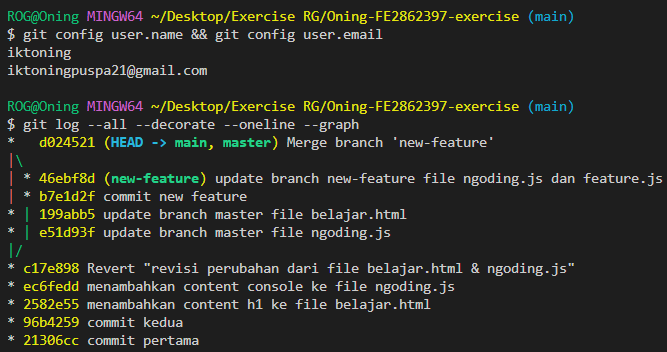 ROG@Oning MINGW64 ~/Desktop/Exercise RG/Oning-FE2862397-exercise (main)
$ git config user.name && git config user.email
iktoning
iktoningpuspa21@gmail.com
ROG@Oning MINGW64 ~/Desktop/Exercise RG/Oning-FE2862397-exercise (main)
$ git log --all --decorate --oneline --graph
*   d024521 (HEAD -> main, master) Merge branch 'new-feature'
|\
| * 46ebf8d (new-feature) update branch new-feature file ngoding.js dan feature.js
| * b7e1d2f commit new feature
* | 199abb5 update branch master file belajar.html
* | e51d93f update branch master file ngoding.js
|/
* c17e898 Revert "revisi perubahan dari file belajar.html & ngoding.js"
* ec6fedd menambahkan content console ke file ngoding.js
* 2582e55 menambahkan content h1 ke file belajar.html
* 96b4259 commit kedua
* 21306cc commit pertama